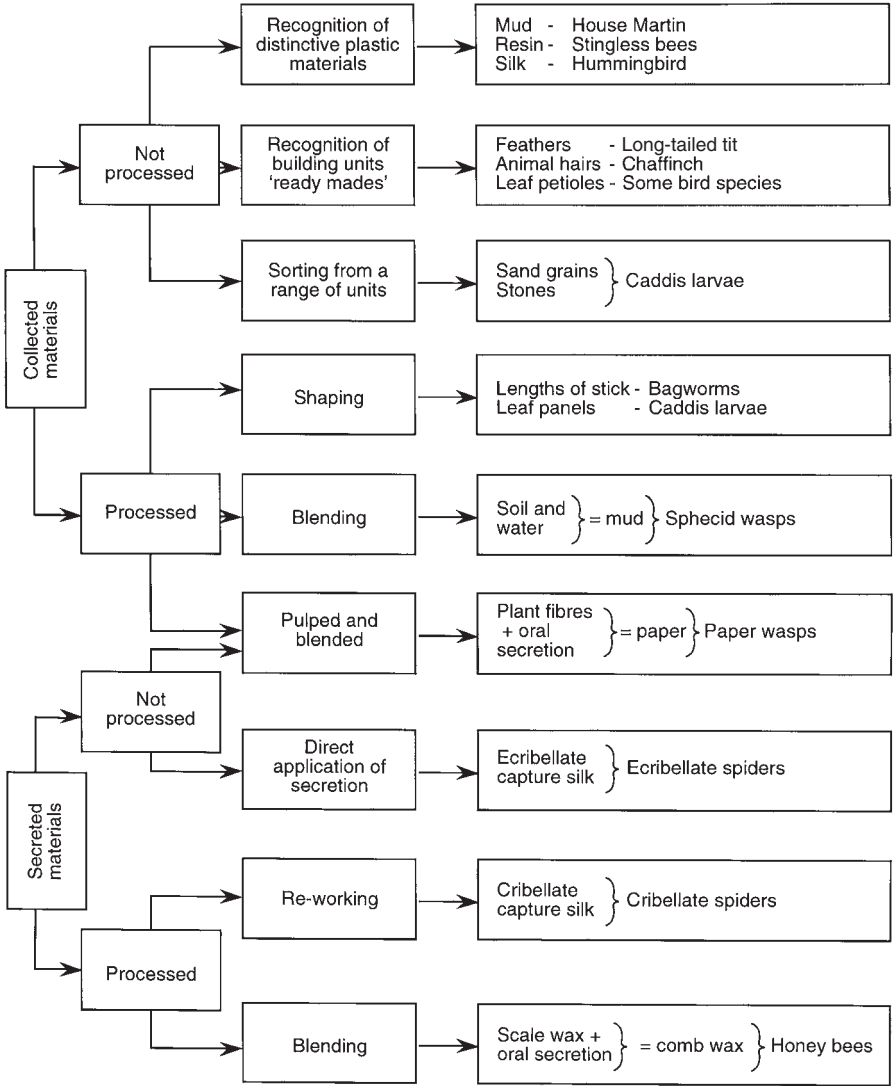 Recognition of
distinctive plastic
materials
Mud - House Martin
Resin - Stingless bees
Silk - Hummingbird
Not
processed
Recognition of
building units
'ready mades'
Feathers - Long-tailed tit
Animal hairs - Chaffinch
Leaf petioles - Some bird species
Sorting from a
range of units
Sand grains
Stones
Caddis larvae
Collected
materials
Shaping
Lengths of stick - Bagworms
Leaf panels - Caddis larvae
Processed
Blending
Soil and
water
= mud
Sphecid wasps
Pulped and
blended
Plant fibres
+ oral
secretion
= paper
Paper wasps
Not
processed
Direct
application of
secretion
Ecribellate
capture silk
Ecribellate spiders
Secreted
materials
Re-working
Cribellate
capture silk
Cribellate spiders
Processed
Blending
Scale wax +
oral secretion
= comb wax
Honey bees